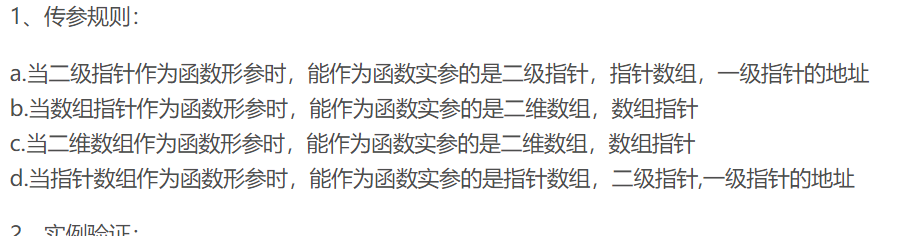 1、传参规则：
a.当二级指针作为函数形参时，能作为函数实参的是二级指针，指针数组，一级指针的地址
b.当数组指针作为函数形参时，能作为函数实参的是二维数组，数组指针
c.当二维数组作为函数形参时，能作为函数实参的是二维数组，数组指针
d.当指针数组作为函数形参时，能作为函数实参的是指针数组，二级指针,一级指针的地址
2、实例验证：